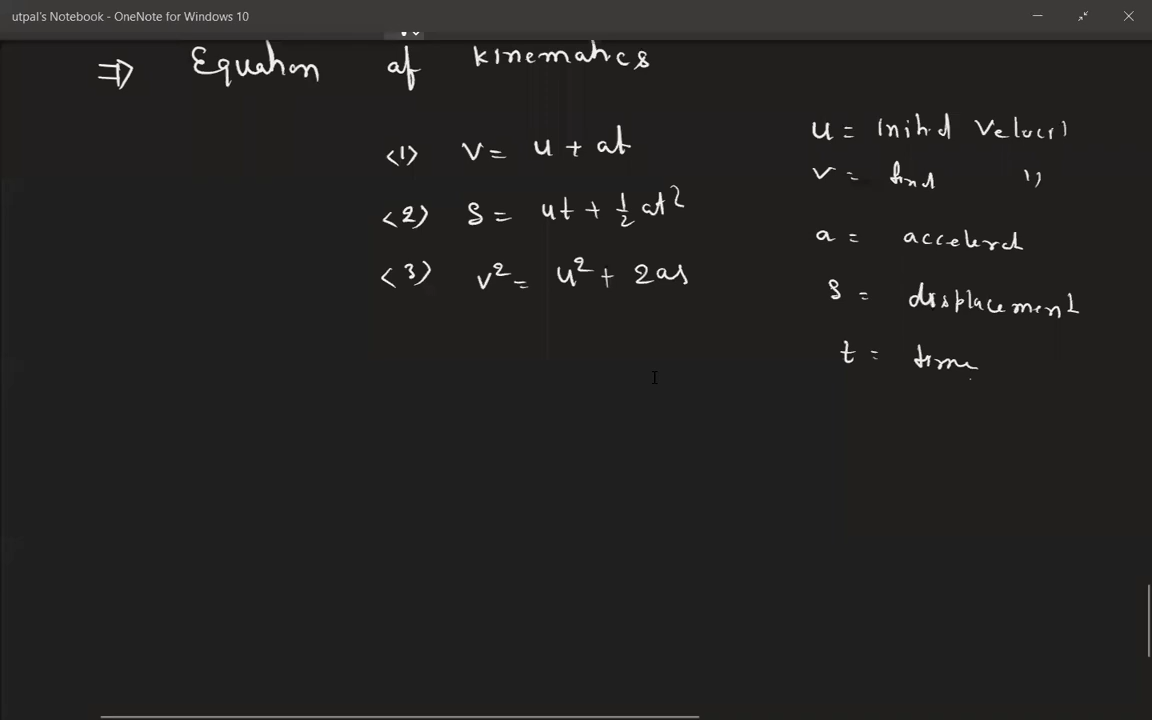 utpal's Notebook - OneNote for Windows 10
⇒ Equation of kinematics
<1> v = u + at
<2> s = ut + 1/2 at²
<3> v² = u² + 2as
u = initial velocity
v = final "
a = accelerat
s = displacement
t = time